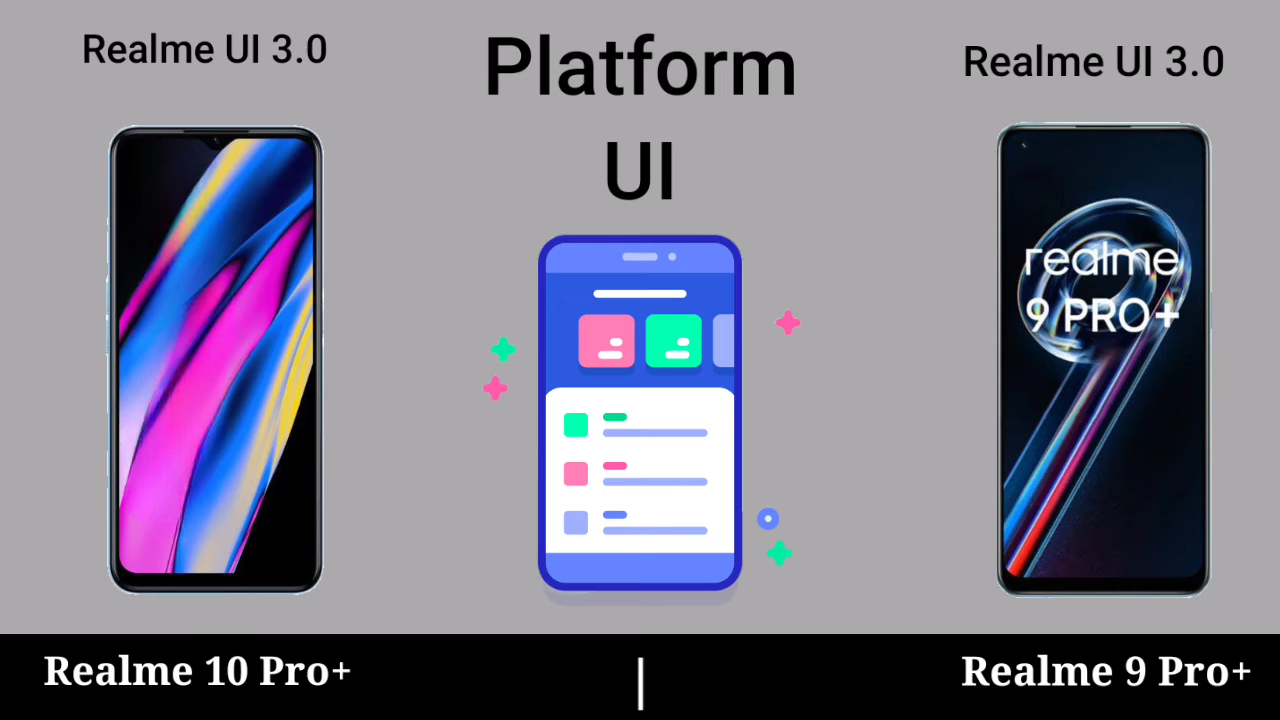 Realme UI 3.0
Platform
UI
Realme UI 3.0
realme
9 PRO+
Realme 10 Pro+
|
Realme 9 Pro+